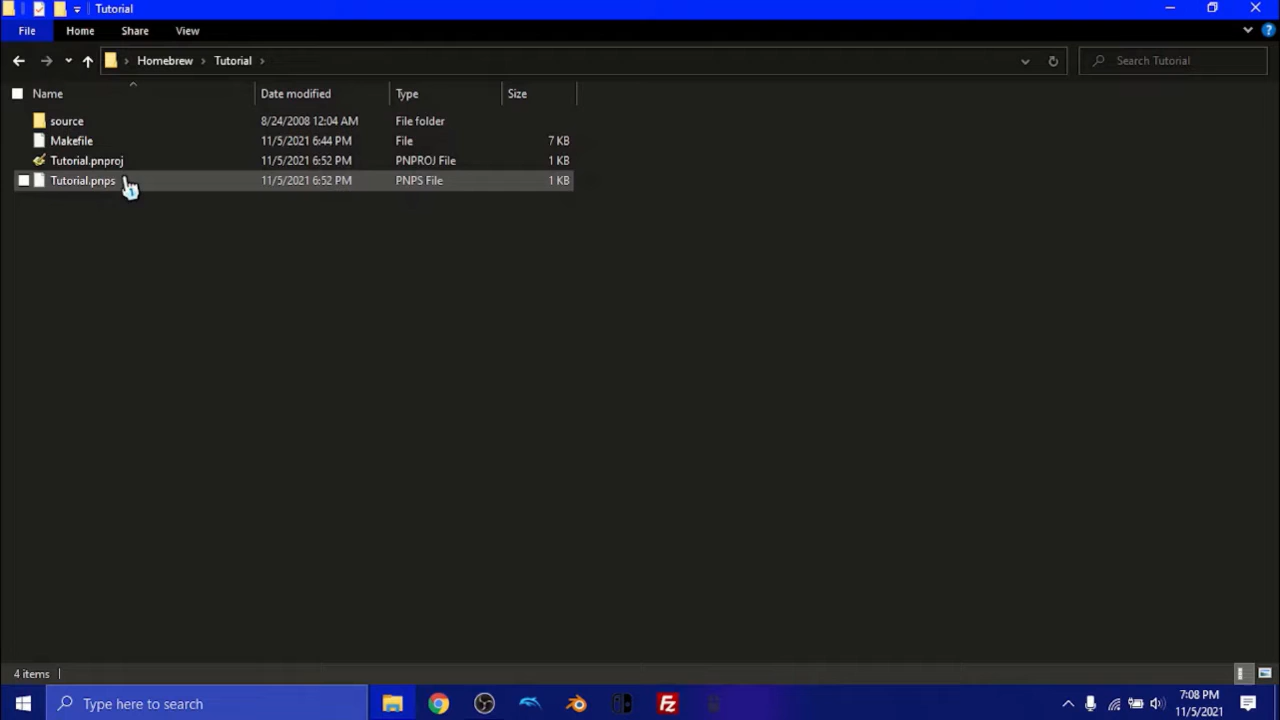 Tutorial
File Home Share View
Homebrew Tutorial
Search Tutorial
Name Date modified Type Size
source 8/24/2008 12:04 AM File folder
Makefile 11/5/2021 6:44 PM File 7 KB
Tutorial.pnproj 11/5/2021 6:52 PM PNPROJ File 1 KB
Tutorial.pnps 11/5/2021 6:52 PM PNPS File 1 KB
4 items
Type here to search
Fz
7:08 PM
11/5/2021